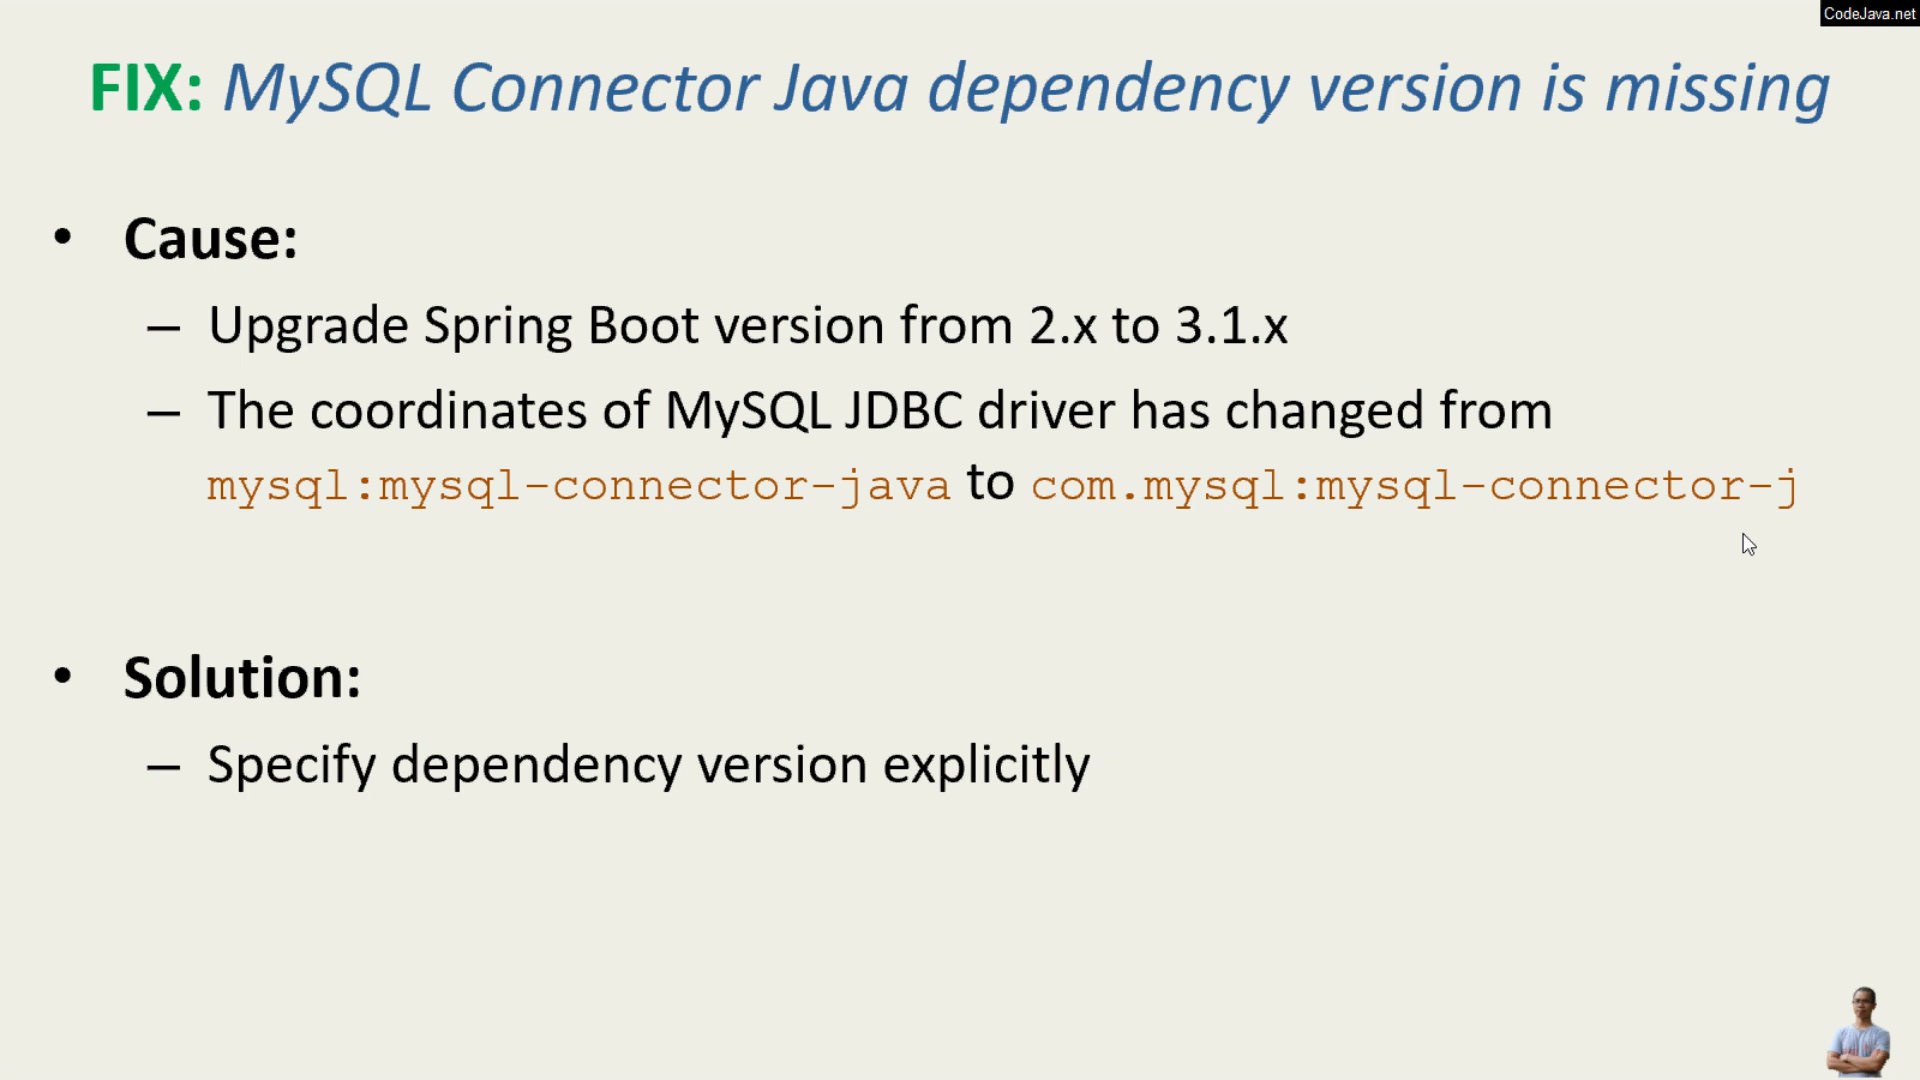 CodeJava.net
FIX: MySQL Connector Java dependency version is missing
• Cause:
– Upgrade Spring Boot version from 2.x to 3.1.x
– The coordinates of MySQL JDBC driver has changed from
mysql:mysql-connector-java to com.mysql:mysql-connector-j
• Solution:
– Specify dependency version explicitly